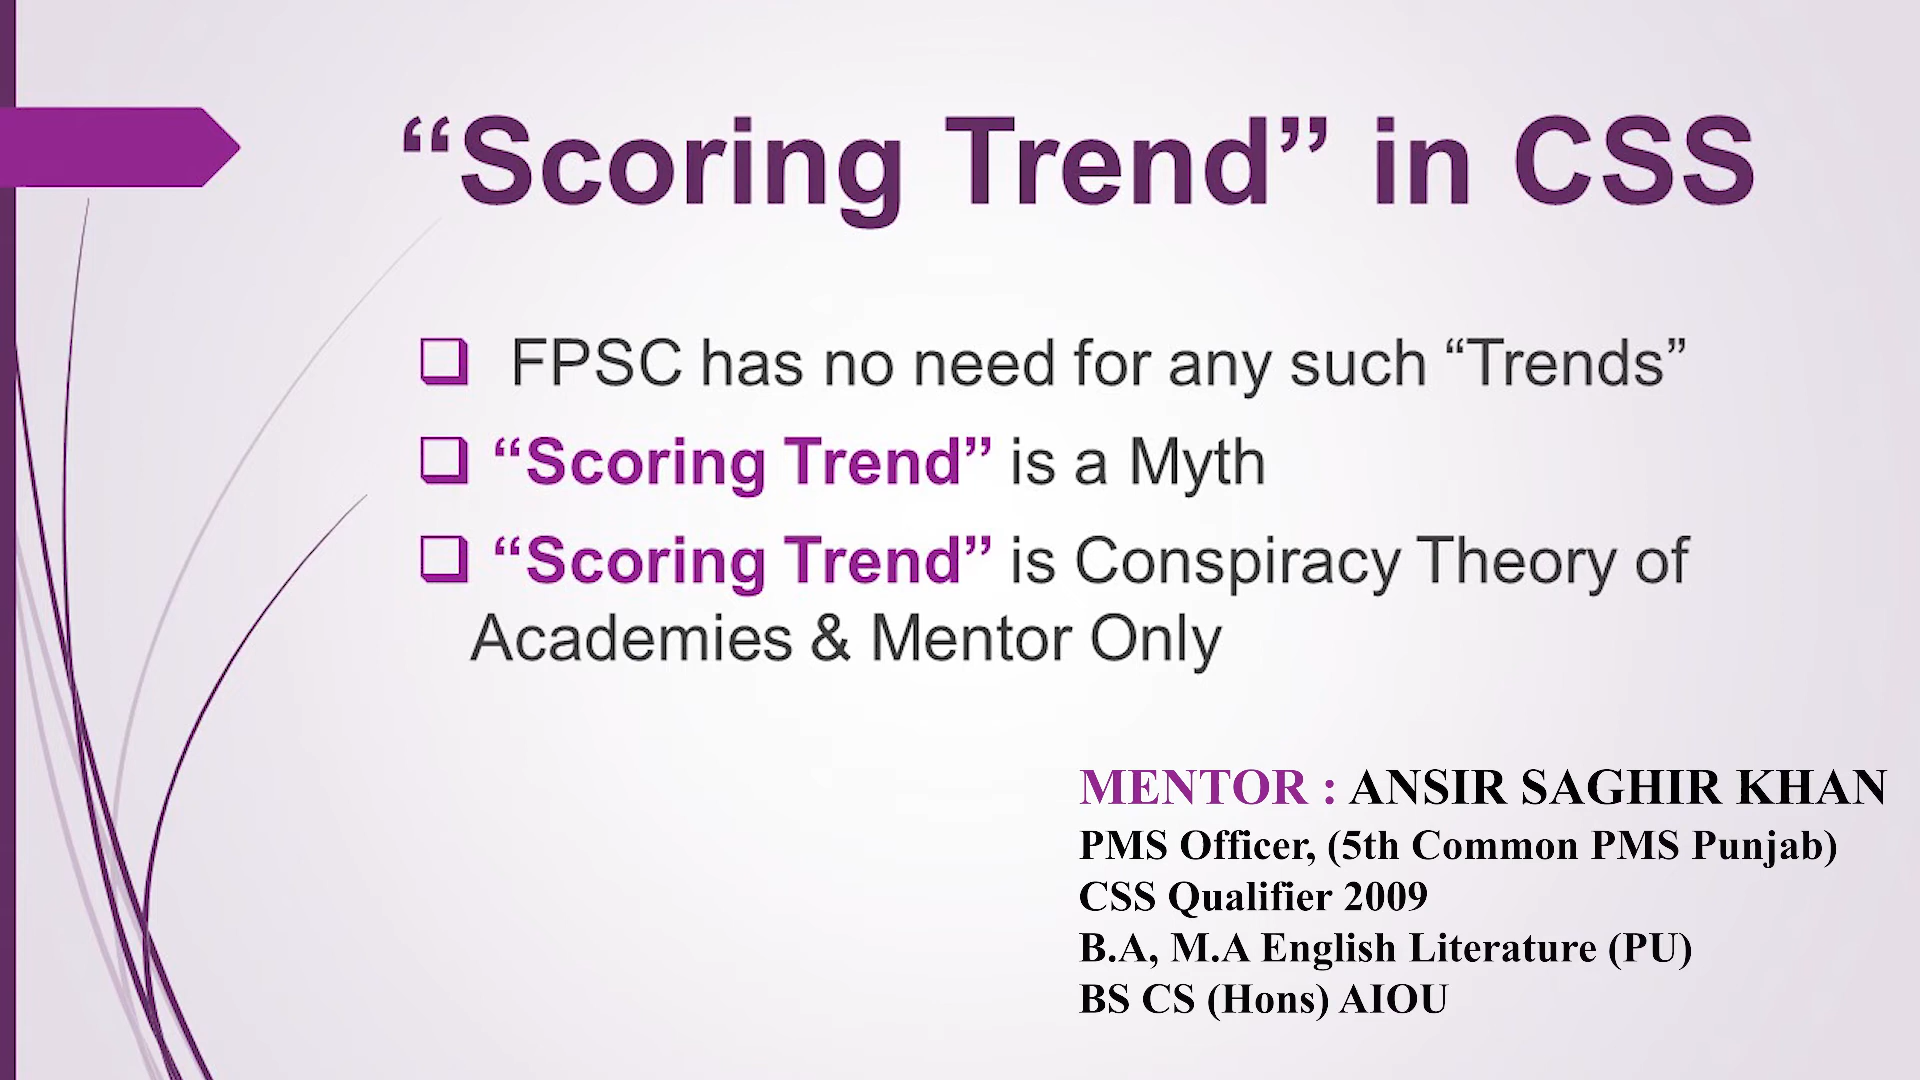 “Scoring Trend” in CSS
FPSC has no need for any such “Trends”
“Scoring Trend” is a Myth
“Scoring Trend” is Conspiracy Theory of
Academies & Mentor Only
MENTOR : ANSIR SAGHIR KHAN
PMS Officer, (5th Common PMS Punjab)
CSS Qualifier 2009
B.A, M.A English Literature (PU)
BS CS (Hons) AIOU